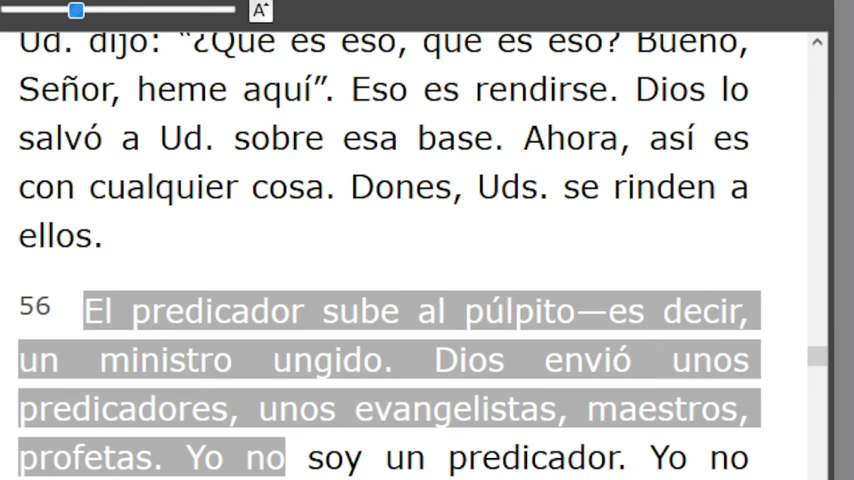 A
Ud. dijo: “¿Qué es eso, qué es eso? Bueno,
Señor, heme aquí”. Eso es rendirse. Dios lo
salvó a Ud. sobre esa base. Ahora, así es
con cualquier cosa. Dones, Uds. se rinden a
ellos.
56 El predicador sube al púlpito—es decir,
un ministro ungido. Dios envió unos
predicadores, unos evangelistas, maestros,
profetas. Yo no soy un predicador. Yo no